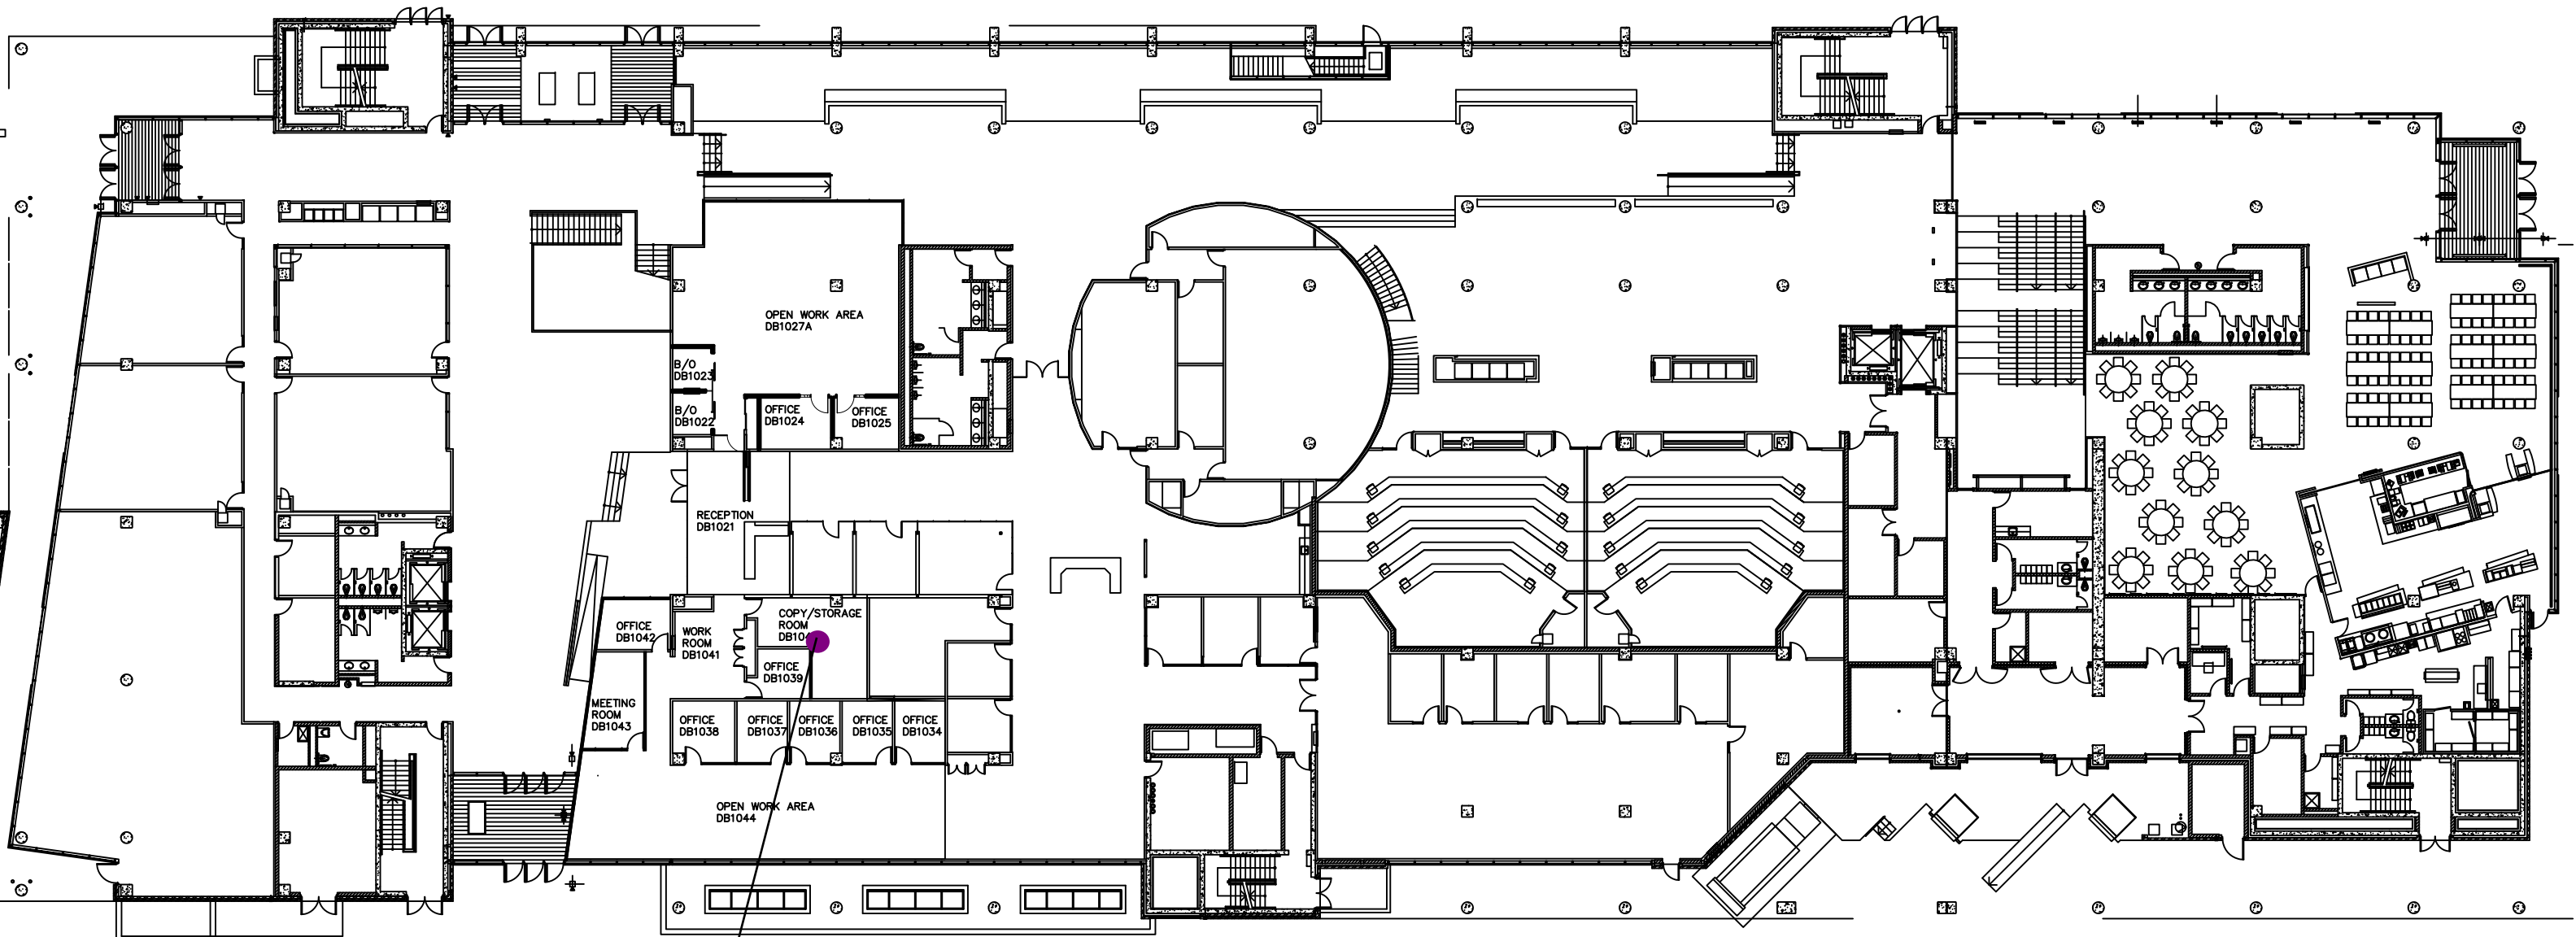 OPEN WORK AREA
DB1027A
B/O
DB1023
B/O
DB1022
OFFICE
DB1024
OFFICE
DB1025
RECEPTION
DB1021
COPY/STORAGE
ROOM
OFFICE
DB1042
WORK
ROOM
DB1041
OFFICE
DB1039
MEETING
ROOM
DB1043
OFFICE
DB1038
OFFICE
DB1037
OFFICE
DB1036
OFFICE
DB1035
OFFICE
DB1034
OPEN WORK AREA
DB1044